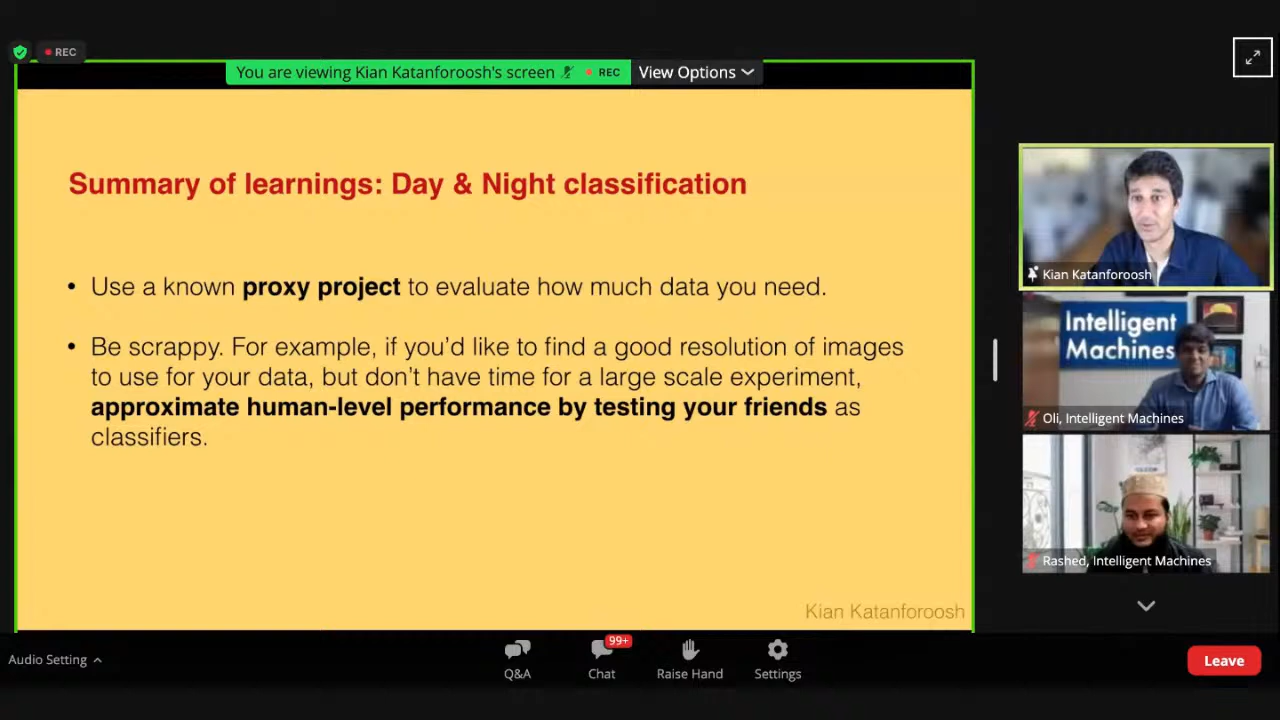 REC
You are viewing Kian Katanforoosh's screen
REC
View Options
Summary of learnings: Day & Night classification
• Use a known proxy project to evaluate how much data you need.
• Be scrappy. For example, if you’d like to find a good resolution of images
to use for your data, but don’t have time for a large scale experiment,
approximate human-level performance by testing your friends as
classifiers.
Kian Katanforoosh
Kian Katanforoosh
Intelligent
Machines
Oli, Intelligent Machines
Rashed, Intelligent Machines
Audio Setting
Q&A
99+
Chat
Raise Hand
Settings
Leave